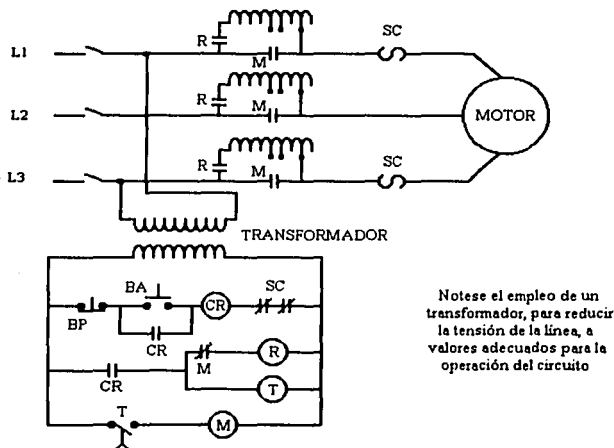 L1
R
M
SC
L2
R
M
MOTOR
L3
R
M
SC
TRANSFORMADOR
BP
BA
CR
SC
CR
CR
M
R
T
T
M
Notese el empleo de un
transformador, para reducir
la tensión de la línea, a
valores adecuados para la
operación del circuito